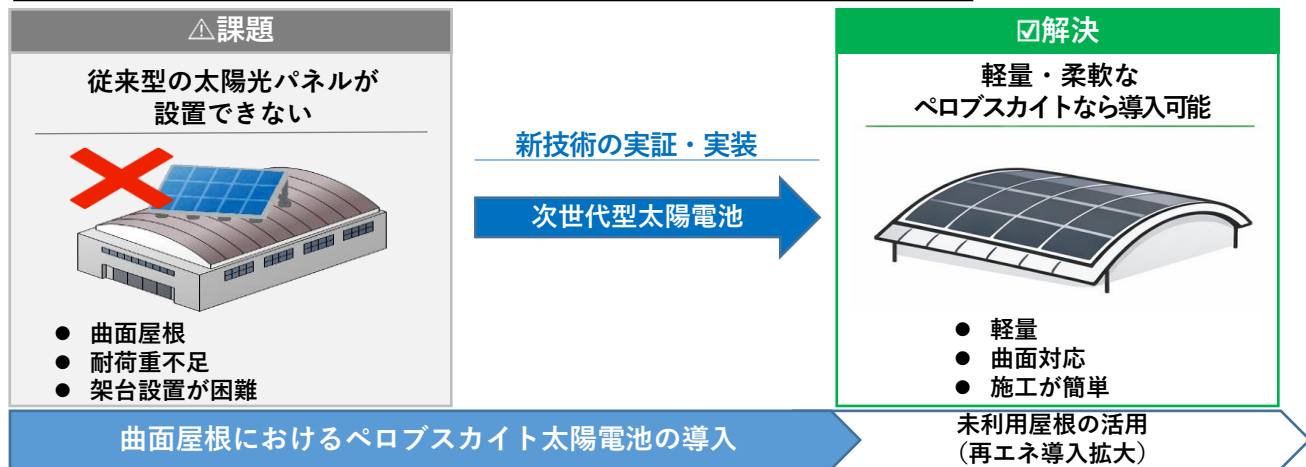 ⚠課題
従来型の太陽光パネルが
設置できない
● 曲面屋根
● 耐荷重不足
● 架台設置が困難
新技術の実証・実装
次世代型太陽電池
☑解決
軽量・柔軟な
ペロブスカイトなら導入可能
● 軽量
● 曲面対応
● 施工が簡単
曲面屋根におけるペロブスカイト太陽電池の導入
未利用屋根の活用
（再エネ導入拡大）